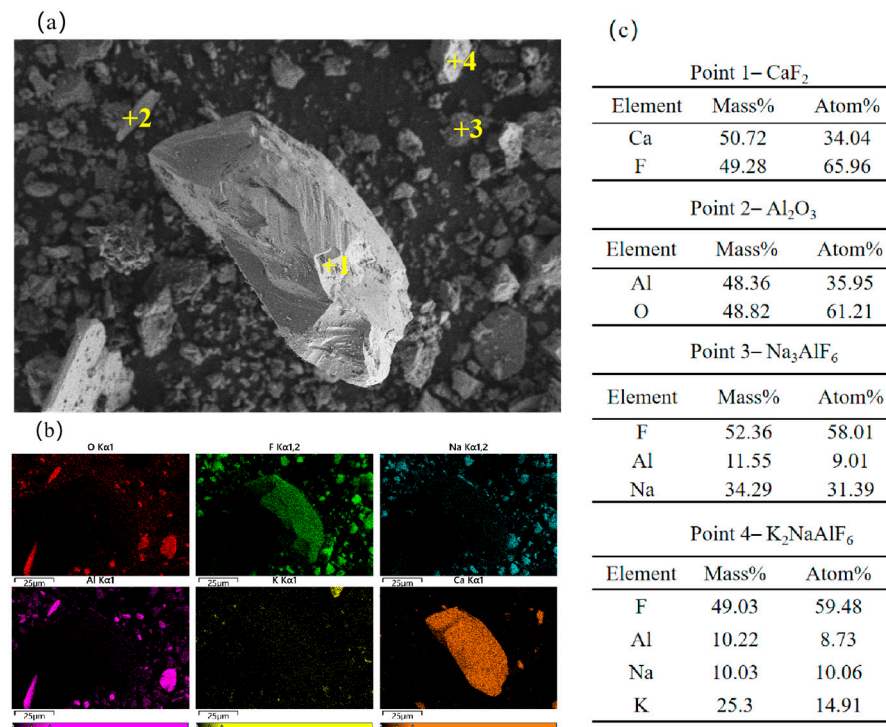 (a)
+4
+2
+3
+1
(b)
O Kα1
F Kα1,2
Na Kα1,2
25μm
25μm
25μm
Al Kα1
K Kα1
Ca Kα1
25μm
25μm
25μm
(c)
Point 1– CaF₂
Element Mass% Atom%
Ca 50.72 34.04
F 49.28 65.96
Point 2– Al₂O₃
Element Mass% Atom%
Al 48.36 35.95
O 48.82 61.21
Point 3– Na₃AlF₆
Element Mass% Atom%
F 52.36 58.01
Al 11.55 9.01
Na 34.29 31.39
Point 4– K₂NaAlF₆
Element Mass% Atom%
F 49.03 59.48
Al 10.22 8.73
Na 10.03 10.06
K 25.3 14.91